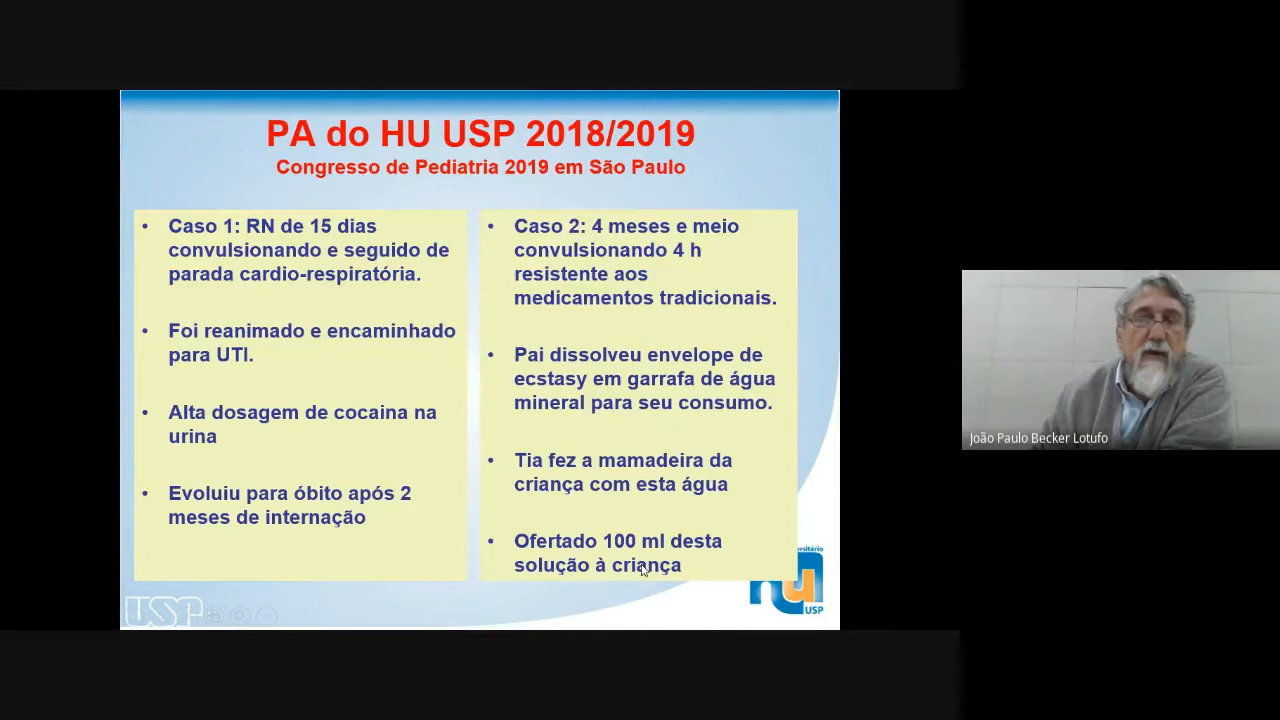 PA do HU USP 2018/2019
Congresso de Pediatria 2019 em São Paulo
• Caso 1: RN de 15 dias
convulsionando e seguido de
parada cardio-respiratória.
• Foi reanimado e encaminhado
para UTI.
• Alta dosagem de cocaina na
urina
• Evoluiu para óbito após 2
meses de internação
• Caso 2: 4 meses e meio
convulsionando 4 h
resistente aos
medicamentos tradicionais.
• Pai dissolveu envelope de
ecstasy em garrafa de água
mineral para seu consumo.
• Tia fez a mamadeira da
criança com esta água
• Ofertado 100 ml desta
solução à criança
USP
hu
USP
João Paulo Becker Lotufo